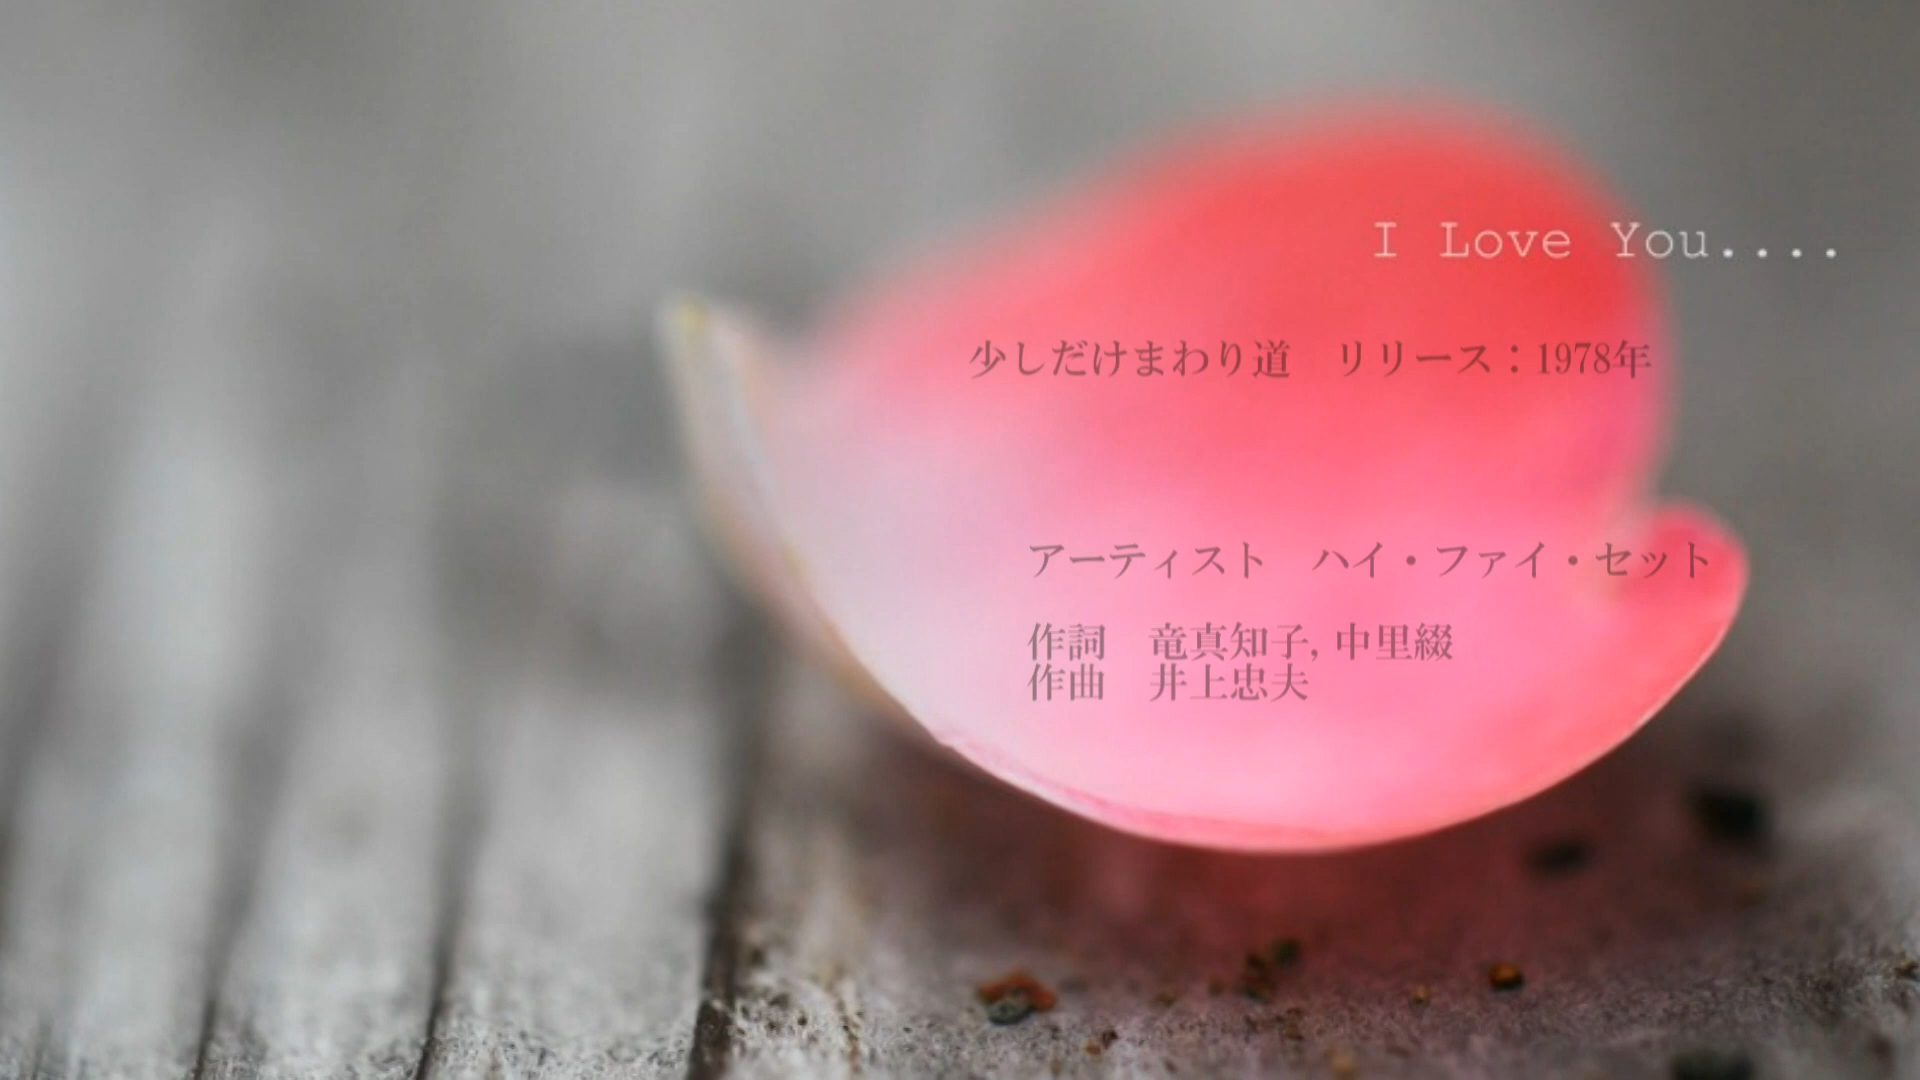 I Love You....
少しだけまわり道　リリース：1978年
アーティスト　ハイ・ファイ・セット
作詞　竜真知子, 中里綴
作曲　井上忠夫